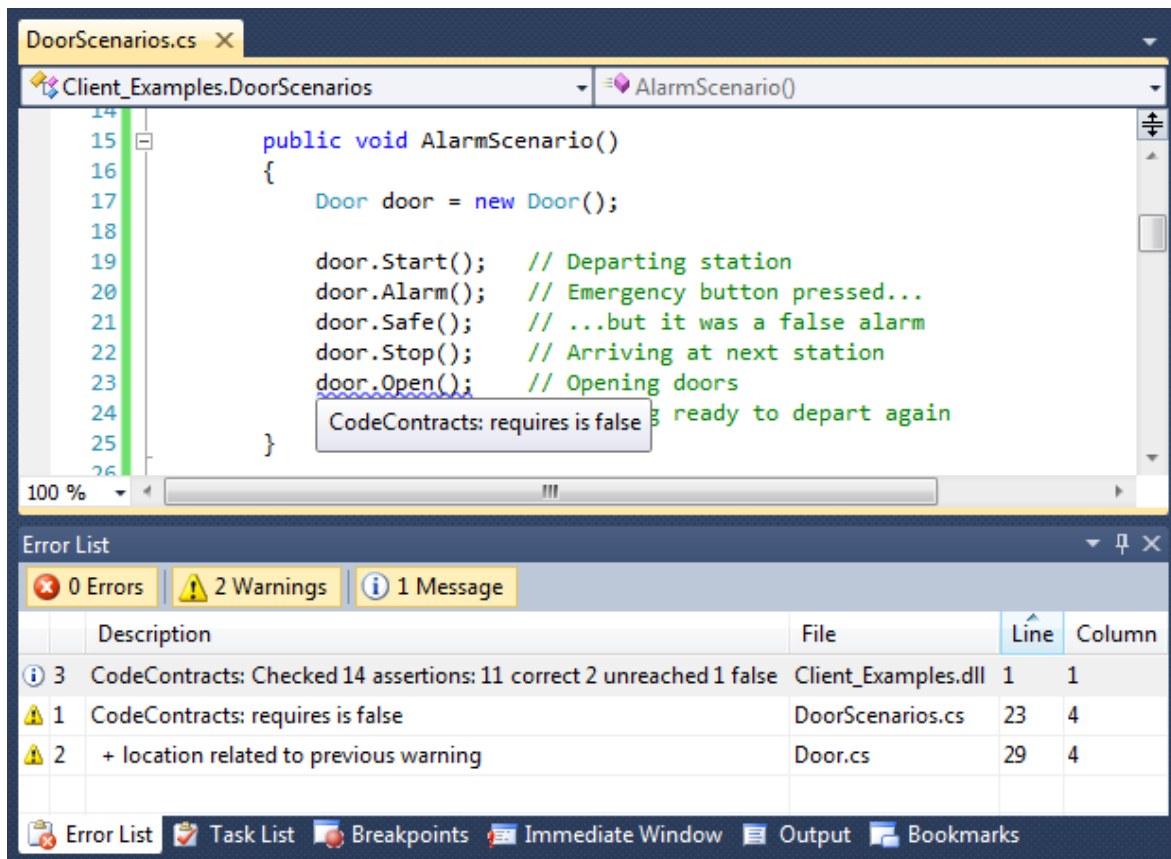 DoorScenarios.cs
Client_Examples.DoorScenarios AlarmScenario()
14
15 public void AlarmScenario()
16 {
17 Door door = new Door();
18
19 door.Start(); // Departing station
20 door.Alarm(); // Emergency button pressed...
21 door.Safe(); // ...but it was a false alarm
22 door.Stop(); // Arriving at next station
23 door.Open(); // Opening doors
24 ready to depart again
CodeContracts: requires is false
25 }
26
100 %
Error List
0 Errors 2 Warnings 1 Message
Description File Line Column
3 CodeContracts: Checked 14 assertions: 11 correct 2 unreached 1 false Client_Examples.dll 1 1
1 CodeContracts: requires is false DoorScenarios.cs 23 4
2 + location related to previous warning Door.cs 29 4
Error List Task List Breakpoints Immediate Window Output Bookmarks